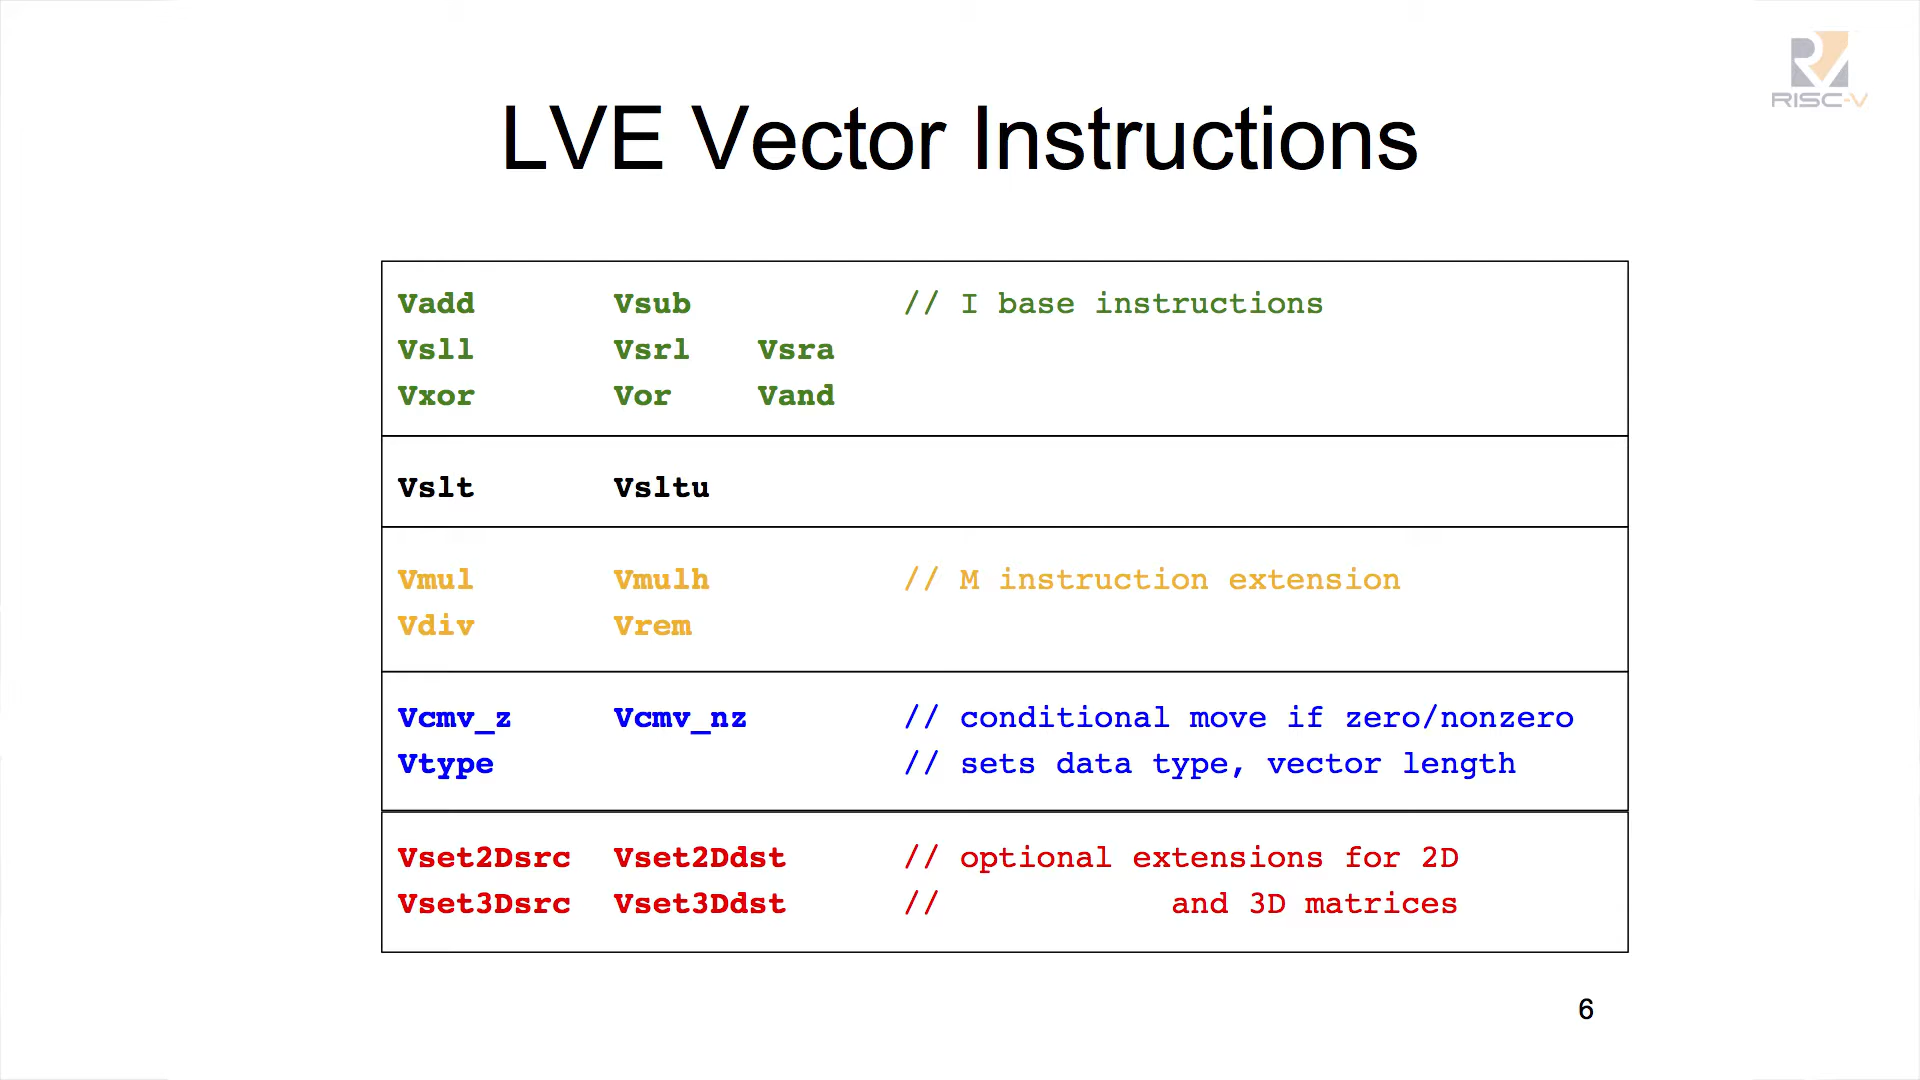 RISC-V
LVE Vector Instructions
Vadd Vsub // I base instructions
Vsll Vsrl Vsra
Vxor Vor Vand
Vslt Vsltu
Vmul Vmulh // M instruction extension
Vdiv Vrem
Vcmv_z Vcmv_nz // conditional move if zero/nonzero
Vtype // sets data type, vector length
Vset2Dsrc Vset2Ddst // optional extensions for 2D
Vset3Dsrc Vset3Ddst // and 3D matrices
6